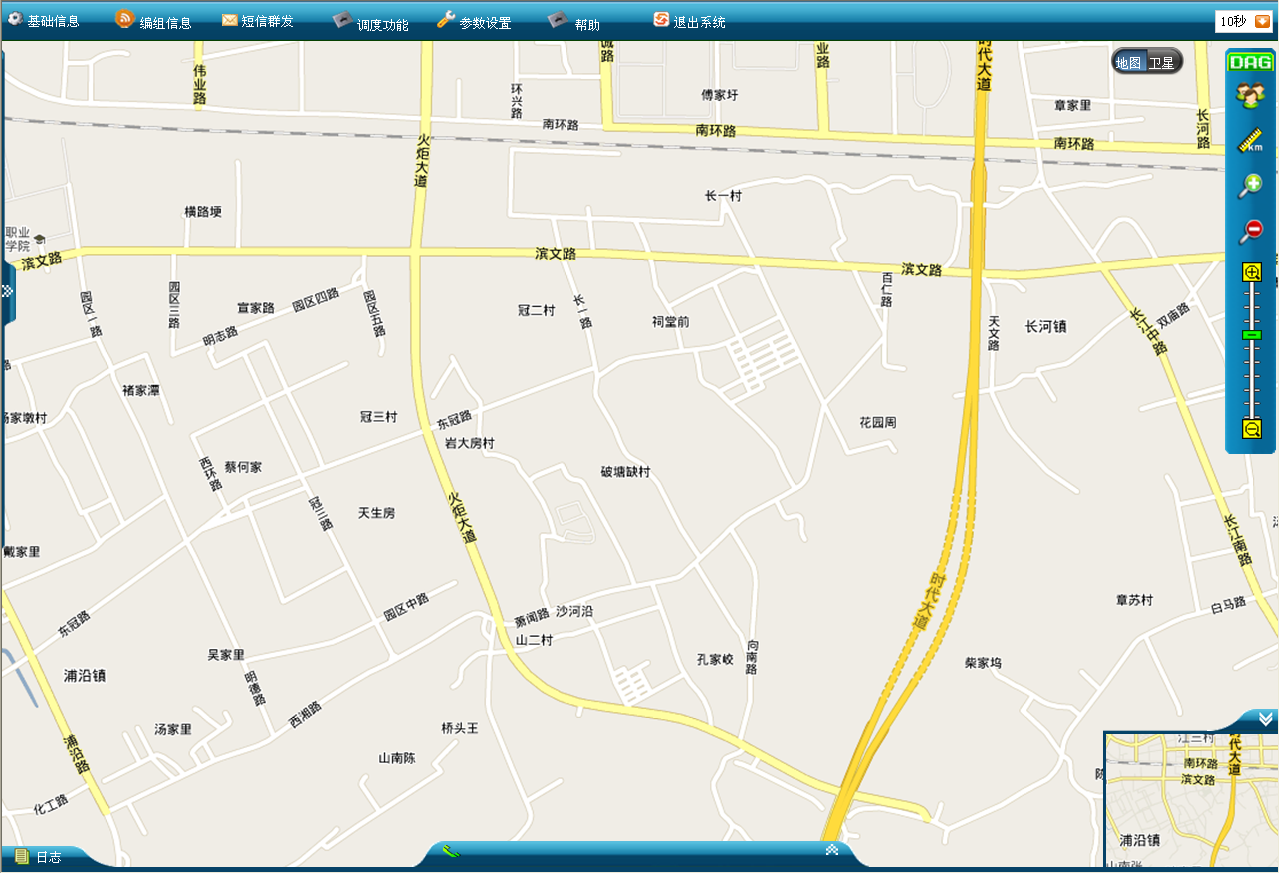 基础信息
编组信息
短信群发
调度功能
参数设置
帮助
退出系统
10秒
地图
卫星
DAG
km
伟业路
环兴路
诚路
傅家圩
业路
时代大道
章家里
长河路
南环路
南环路
南环路
火炬大道
横路埂
长一村
职业
学院
滨文路
滨文路
滨文路
百仁路
园区一路
园区三路
宣家路
园区四路
园区五路
明志路
冠二村
长一路
祠堂前
天文路
长河镇
长江中路
双庙路
褚家潭
冠三村
东冠路
岩大房村
花园周
家墩村
西环路
蔡何家
破塘缺村
冠三路
天生房
火炬大道
长江南路
戴家里
时代大道
东冠路
园区中路
萧闻路
沙河沿
山二村
章苏村
白马路
吴家里
浦沿镇
明德路
西湘路
孔家皎
向南路
柴家坞
汤家里
桥头王
山南陈
浦沿路
化工路
江三村
时代大道
南环路
滨文路
浦沿镇
日志